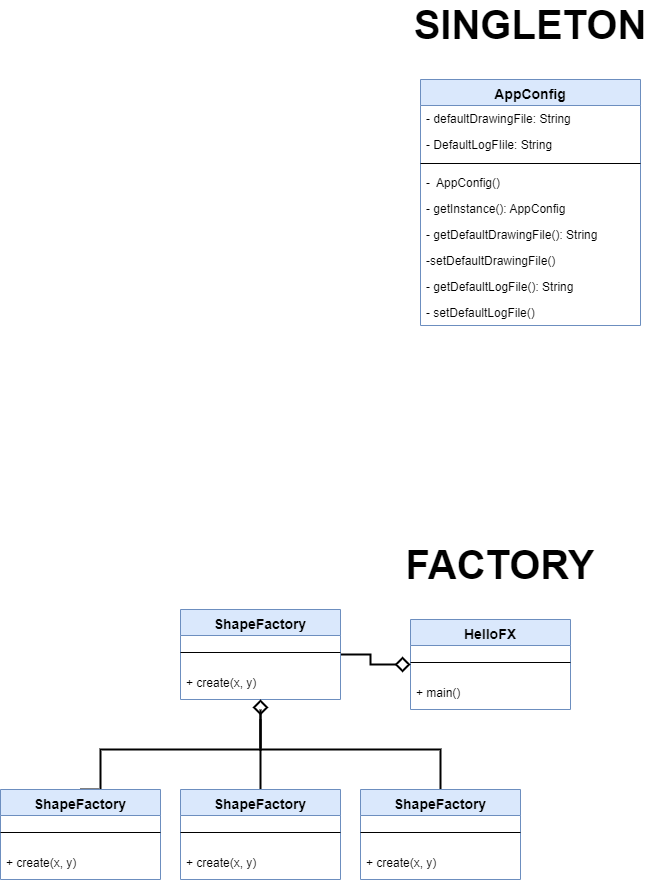 SINGLETON
AppConfig
- defaultDrawingFile: String
- DefaultLogFIile: String
- AppConfig()
- getInstance(): AppConfig
- getDefaultDrawingFile(): String
-setDefaultDrawingFile()
- getDefaultLogFile(): String
- setDefaultLogFile()
FACTORY
ShapeFactory
+ create(x, y)
HelloFX
+ main()
ShapeFactory
+ create(x, y)
ShapeFactory
+ create(x, y)
ShapeFactory
+ create(x, y)